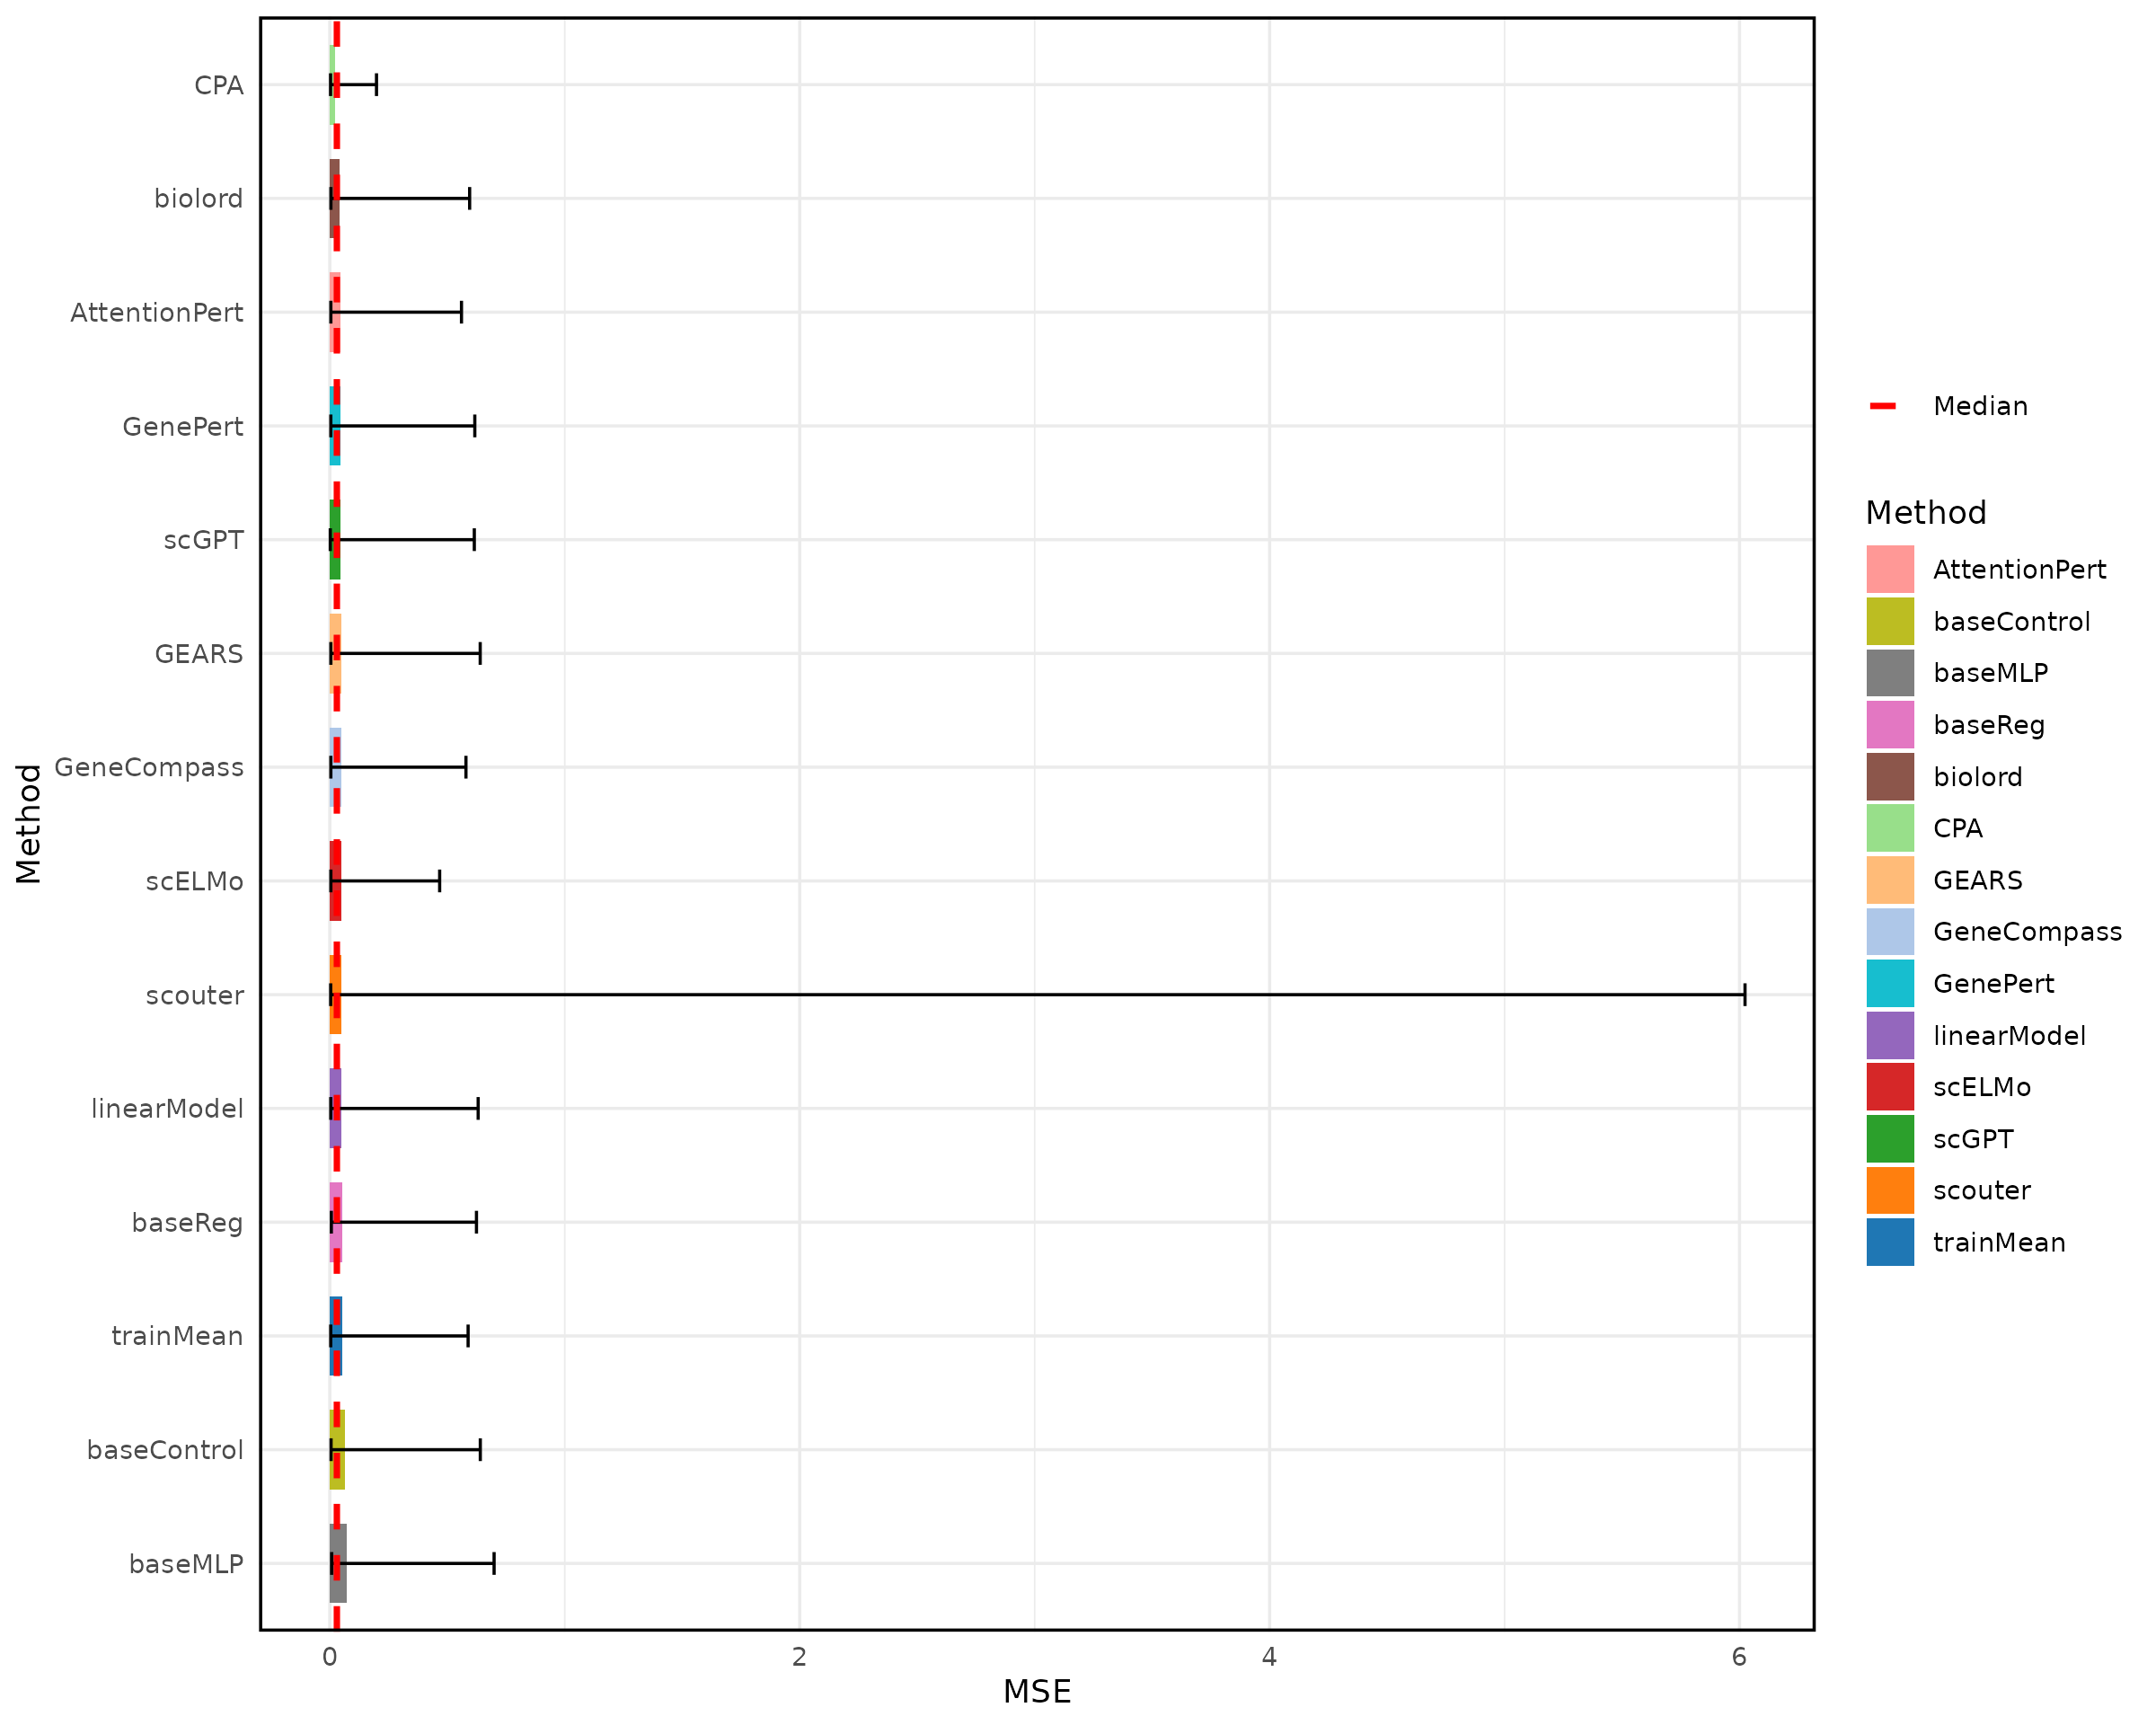 Method
CPA
biolord
AttentionPert
GenePert
scGPT
GEARS
GeneCompass
scELMo
scouter
linearModel
baseReg
trainMean
baseControl
baseMLP
0 2 4 6
MSE
Median
Method
AttentionPert
baseControl
baseMLP
baseReg
biolord
CPA
GEARS
GeneCompass
GenePert
linearModel
scELMo
scGPT
scouter
trainMean